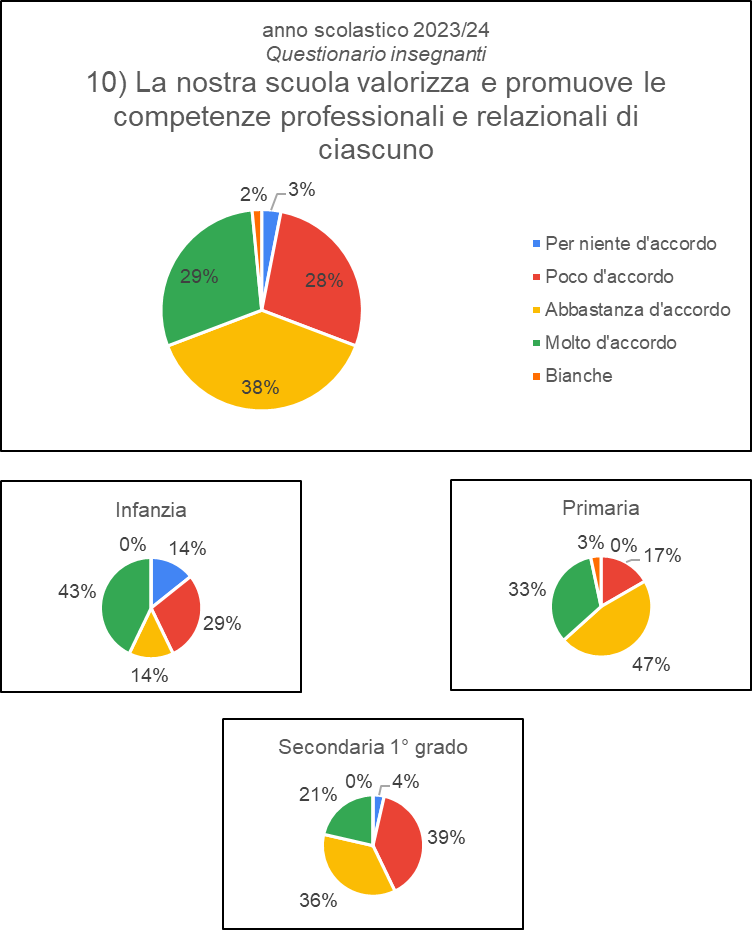 anno scolastico 2023/24
Questionario insegnanti
10) La nostra scuola valorizza e promuove le
competenze professionali e relazionali di
ciascuno
2%
3%
29%
28%
38%
Per niente d'accordo
Poco d'accordo
Abbastanza d'accordo
Molto d'accordo
Bianche
Infanzia
0%
14%
43%
29%
14%
Primaria
3%
0%
17%
33%
47%
Secondaria 1° grado
0%
4%
21%
39%
36%